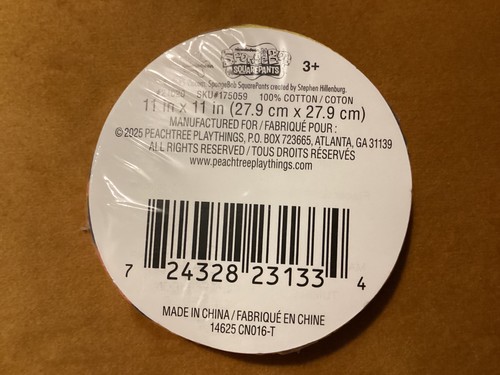 SpongeBob
SQUAREPANTS
3+
SpongeBob SquarePants created by Stephen Hillenburg.
SKU#175059 100% COTTON / COTON
11 in x 11 in (27.9 cm x 27.9 cm)
MANUFACTURED FOR / FABRIQUÉ POUR :
© 2025 PEACHTREE PLAYTHINGS, P.O. BOX 723665, ATLANTA, GA 31139
ALL RIGHTS RESERVED / TOUS DROITS RÉSERVÉS
www.peachtreeplaythings.com
7 24328 23133 4
MADE IN CHINA / FABRIQUÉ EN CHINE
14625 CN016-T